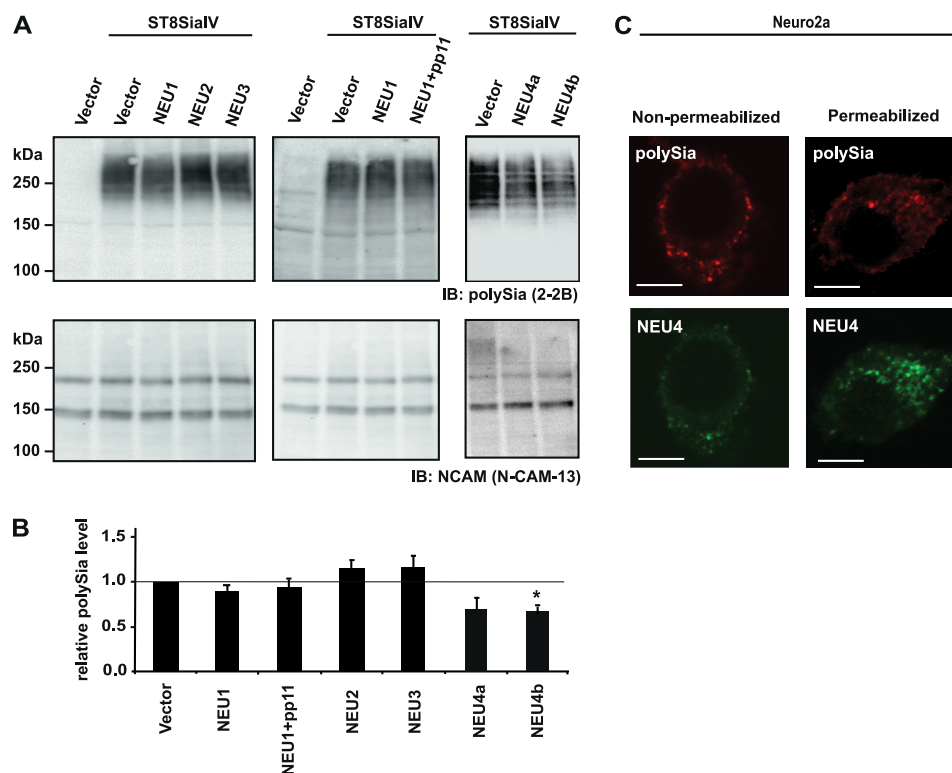 A
ST8SiaIV
ST8SiaIV
ST8SiaIV
Vector
Vector
NEU1
NEU2
NEU3
Vector
Vector
NEU1
NEU1+pp11
Vector
NEU4a
NEU4b
kDa
250
150
100
IB: polySia (2-2B)
kDa
250
150
100
IB: NCAM (N-CAM-13)
C
Neuro2a
Non-permeabilized
Permeabilized
polySia
polySia
NEU4
NEU4
B
relative polySia level
1.5
1.0
0.5
0.0
*
Vector
NEU1
NEU1+pp11
NEU2
NEU3
NEU4a
NEU4b